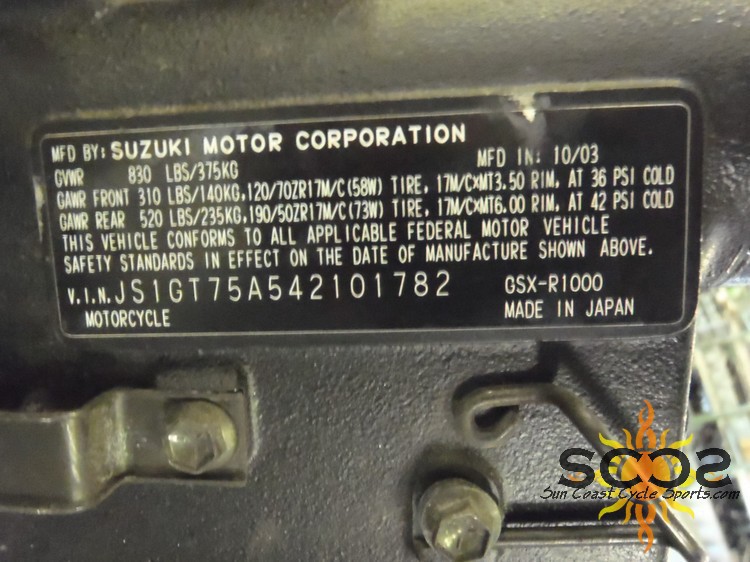 MFD BY: SUZUKI MOTOR CORPORATION MFD IN: 10/03
GVWR 830 LBS/375KG
GAWR FRONT 310 LBS/140KG,120/70ZR17M/C(58W) TIRE, 17M/C×MT3.50 RIM, AT 36 PSI COLD
GAWR REAR 520 LBS/235KG,190/50ZR17M/C(73W) TIRE, 17M/C×MT6.00 RIM, AT 42 PSI COLD
THIS VEHICLE CONFORMS TO ALL APPLICABLE FEDERAL MOTOR VEHICLE
SAFETY STANDARDS IN EFFECT ON THE DATE OF MANUFACTURE SHOWN ABOVE.
V.I.N. JS1GT75A542101782 GSX-R1000
MOTORCYCLE MADE IN JAPAN
SCCS
Sun Coast Cycle Sports.com